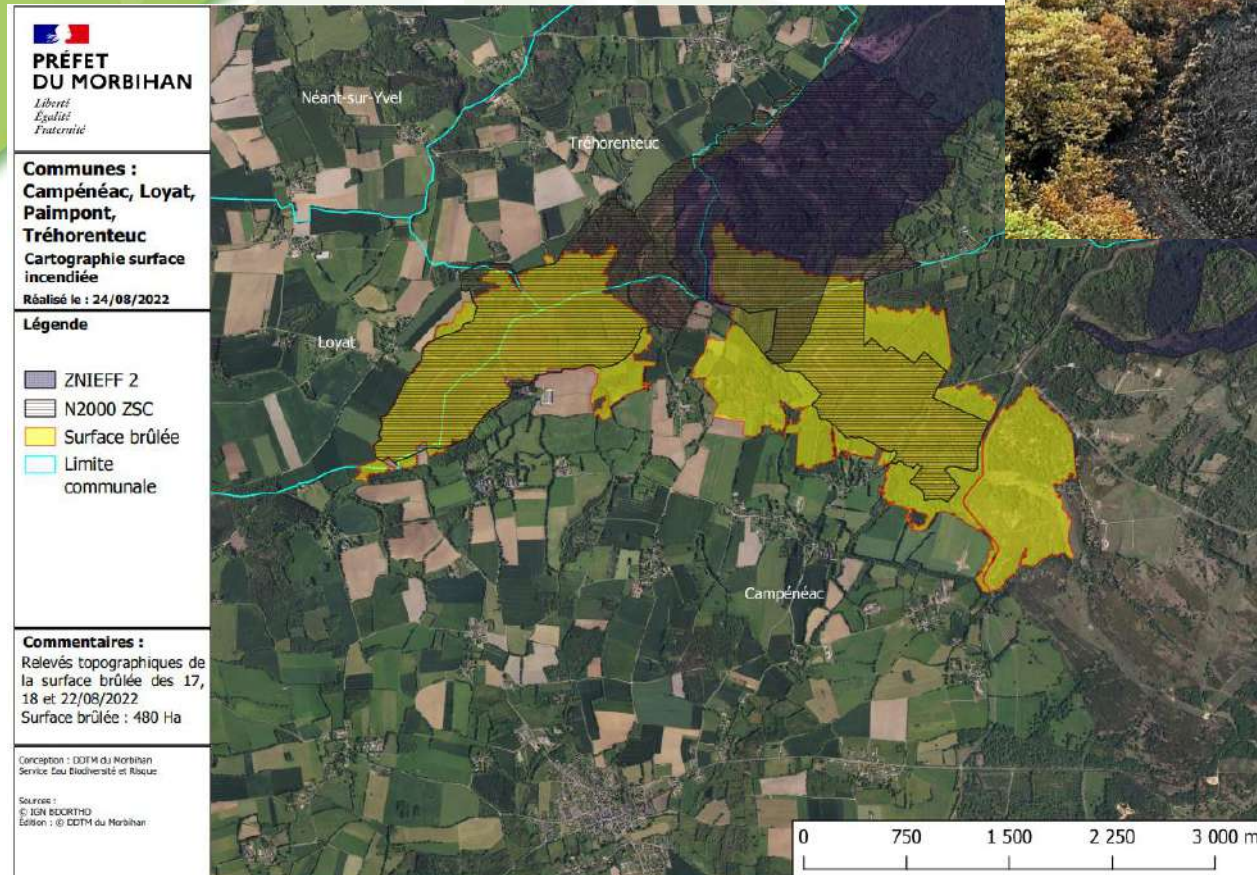 PRÉFET
DU MORBIHAN
Liberté
Égalité
Fraternité
Communes :
Campénéac, Loyat,
Paimpont,
Tréhorenteuc
Cartographie surface
incendiée
Réalisé le : 24/08/2022
Légende
ZNIEFF 2
N2000 ZSC
Surface brûlée
Limite
communale
Commentaires :
Relevés topographiques de
la surface brûlée des 17,
18 et 22/08/2022
Surface brûlée : 480 Ha
Conception : DDTM du Morbihan
Service Eau Biodiversité et Risque
Sources :
© IGN BDORTHO
Édition : © DDTM du Morbihan
Néant-sur-Yvel
Tréhorenteuc
Loyat
Campénéac
0 750 1 500 2 250 3 000 m